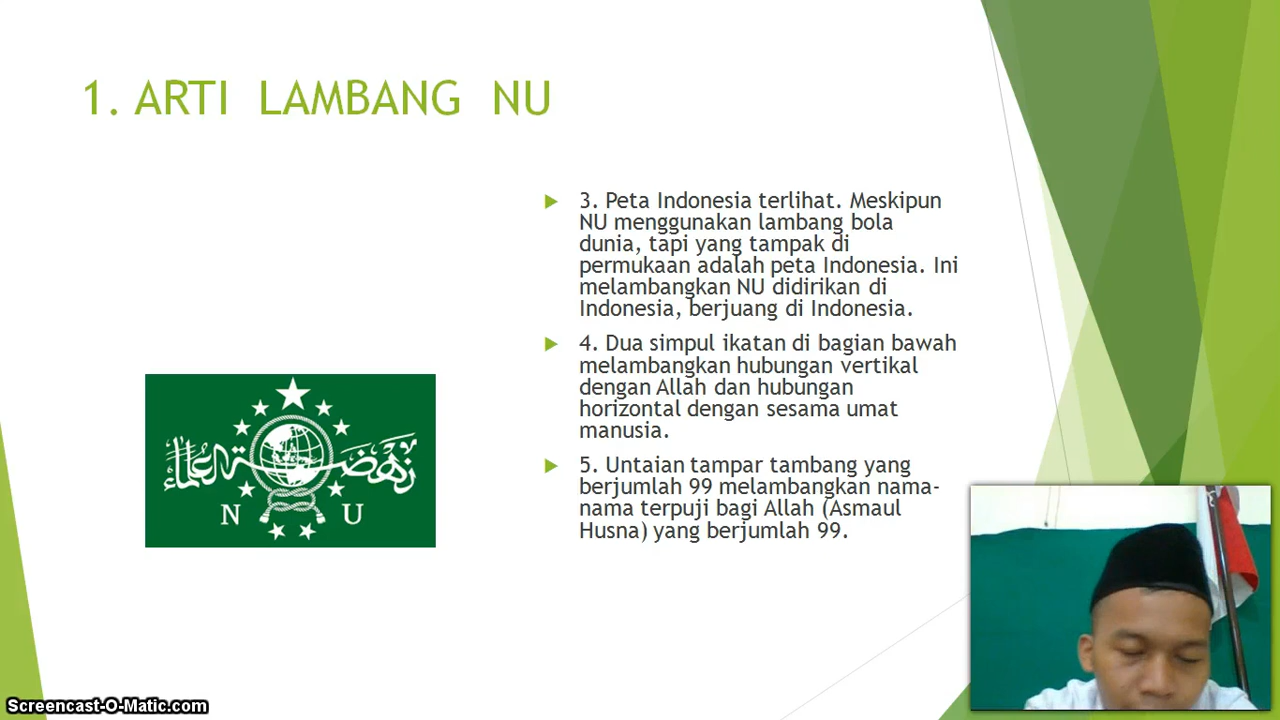 1. ARTI LAMBANG NU
3. Peta Indonesia terlihat. Meskipun
NU menggunakan lambang bola
dunia, tapi yang tampak di
permukaan adalah peta Indonesia. Ini
melambangkan NU didirikan di
Indonesia, berjuang di Indonesia.
4. Dua simpul ikatan di bagian bawah
melambangkan hubungan vertikal
dengan Allah dan hubungan
horizontal dengan sesama umat
manusia.
5. Untaian tampar tambang yang
berjumlah 99 melambangkan nama-
nama terpuji bagi Allah (Asmaul
Husna) yang berjumlah 99.
نهضة العلماء
N U
Screencast-O-Matic.com